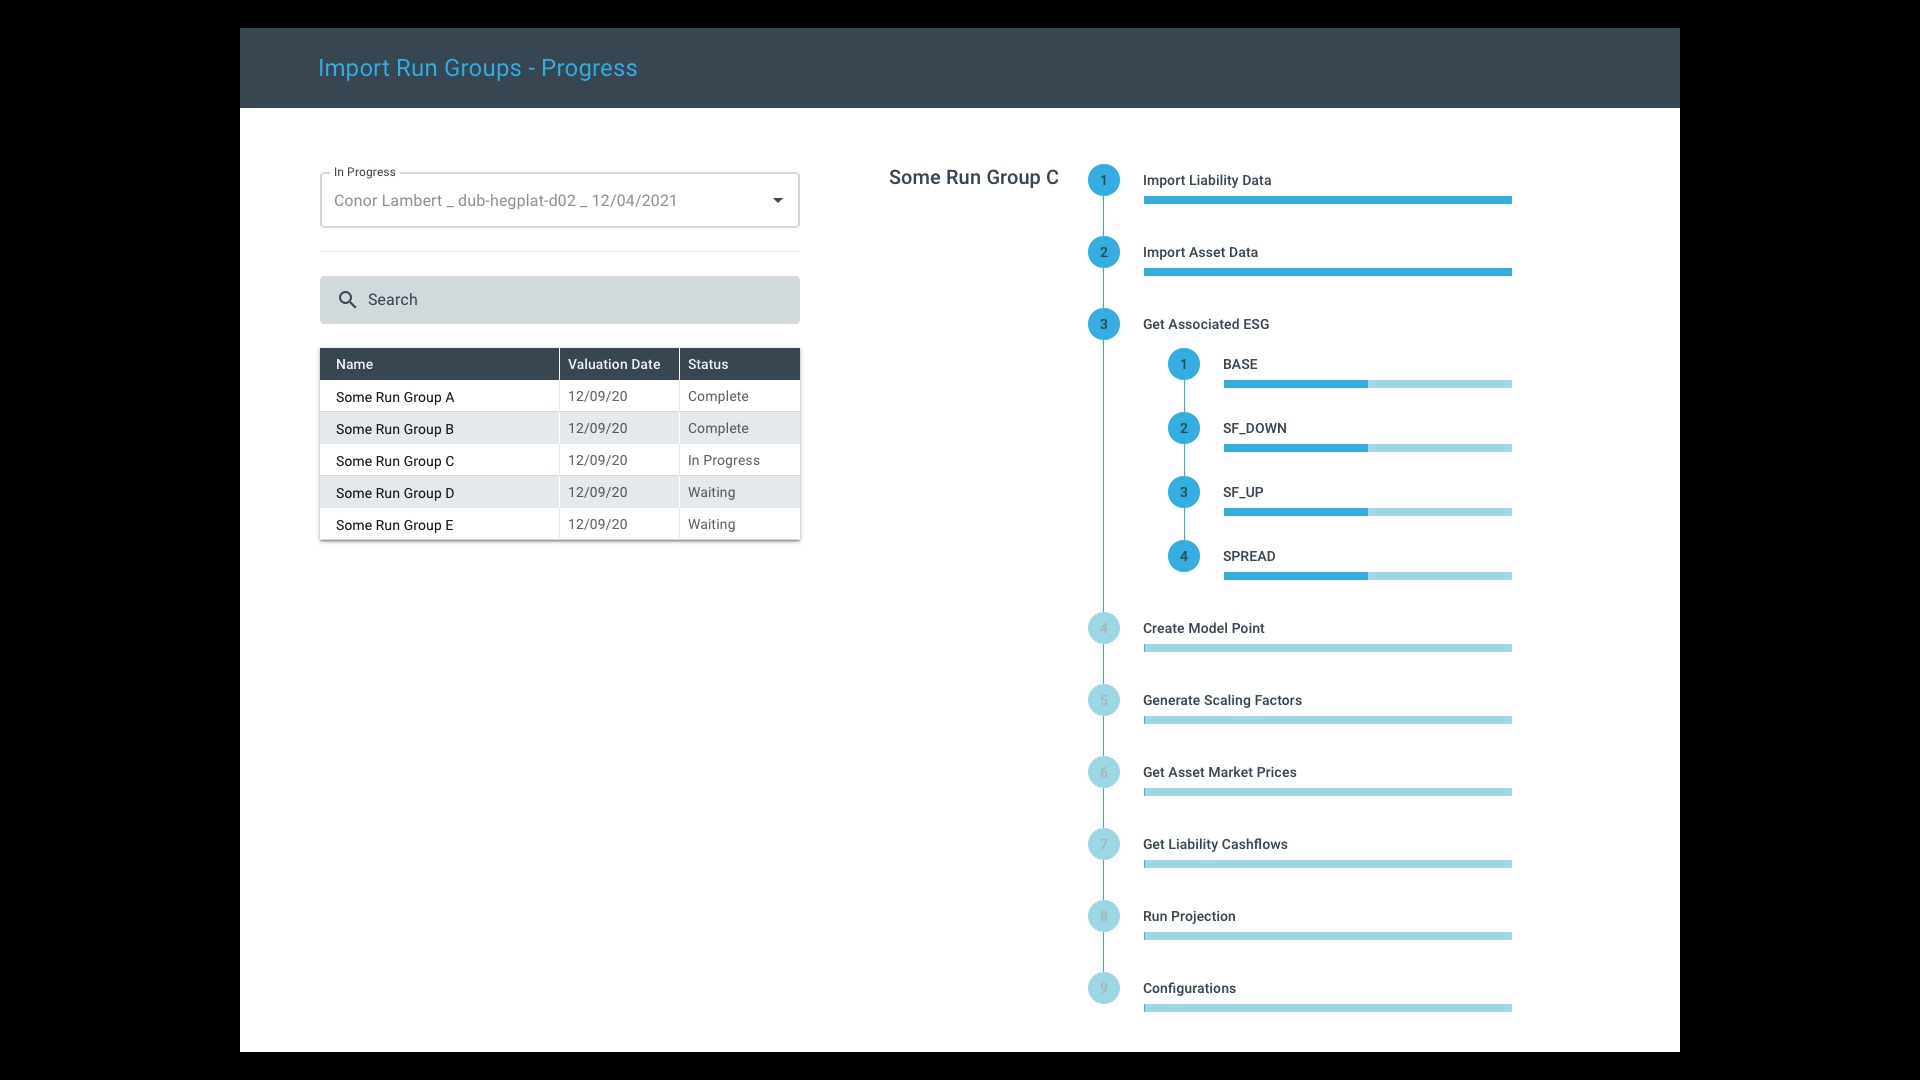 Import Run Groups - Progress
In Progress
Conor Lambert _ dub-hegplat-d02 _ 12/04/2021
Search
Name Valuation Date Status
Some Run Group A 12/09/20 Complete
Some Run Group B 12/09/20 Complete
Some Run Group C 12/09/20 In Progress
Some Run Group D 12/09/20 Waiting
Some Run Group E 12/09/20 Waiting
Some Run Group C
1 Import Liability Data
2 Import Asset Data
3 Get Associated ESG
1 BASE
2 SF_DOWN
3 SF_UP
4 SPREAD
4 Create Model Point
5 Generate Scaling Factors
6 Get Asset Market Prices
7 Get Liability Cashflows
8 Run Projection
9 Configurations